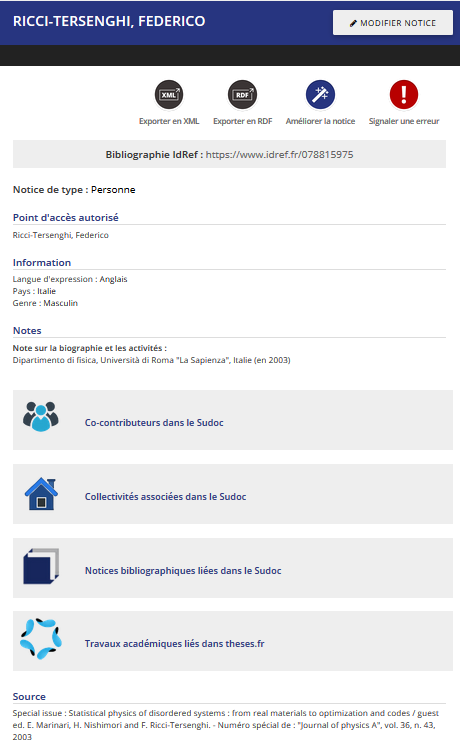 RICCI-TERSENGHI, FEDERICO
MODIFIER NOTICE
XML
RDF
Exporter en XML
Exporter en RDF
Améliorer la notice
Signaler une erreur
Bibliographie IdRef : https://www.idref.fr/078815975
Notice de type : Personne
Point d'accès autorisé
Ricci-Tersenghi, Federico
Information
Langue d'expression : Anglais
Pays : Italie
Genre : Masculin
Notes
Note sur la biographie et les activités :
Dipartimento di fisica, Università di Roma "La Sapienza", Italie (en 2003)
Co-contributeurs dans le Sudoc
Collectivités associées dans le Sudoc
Notices bibliographiques liées dans le Sudoc
Travaux académiques liés dans theses.fr
Source
Special issue : Statistical physics of disordered systems : from real materials to optimization and codes / guest
ed. E. Marinari, H. Nishimori and F. Ricci-Tersenghi. - Numéro spécial de : "Journal of physics A", vol. 36, n. 43,
2003